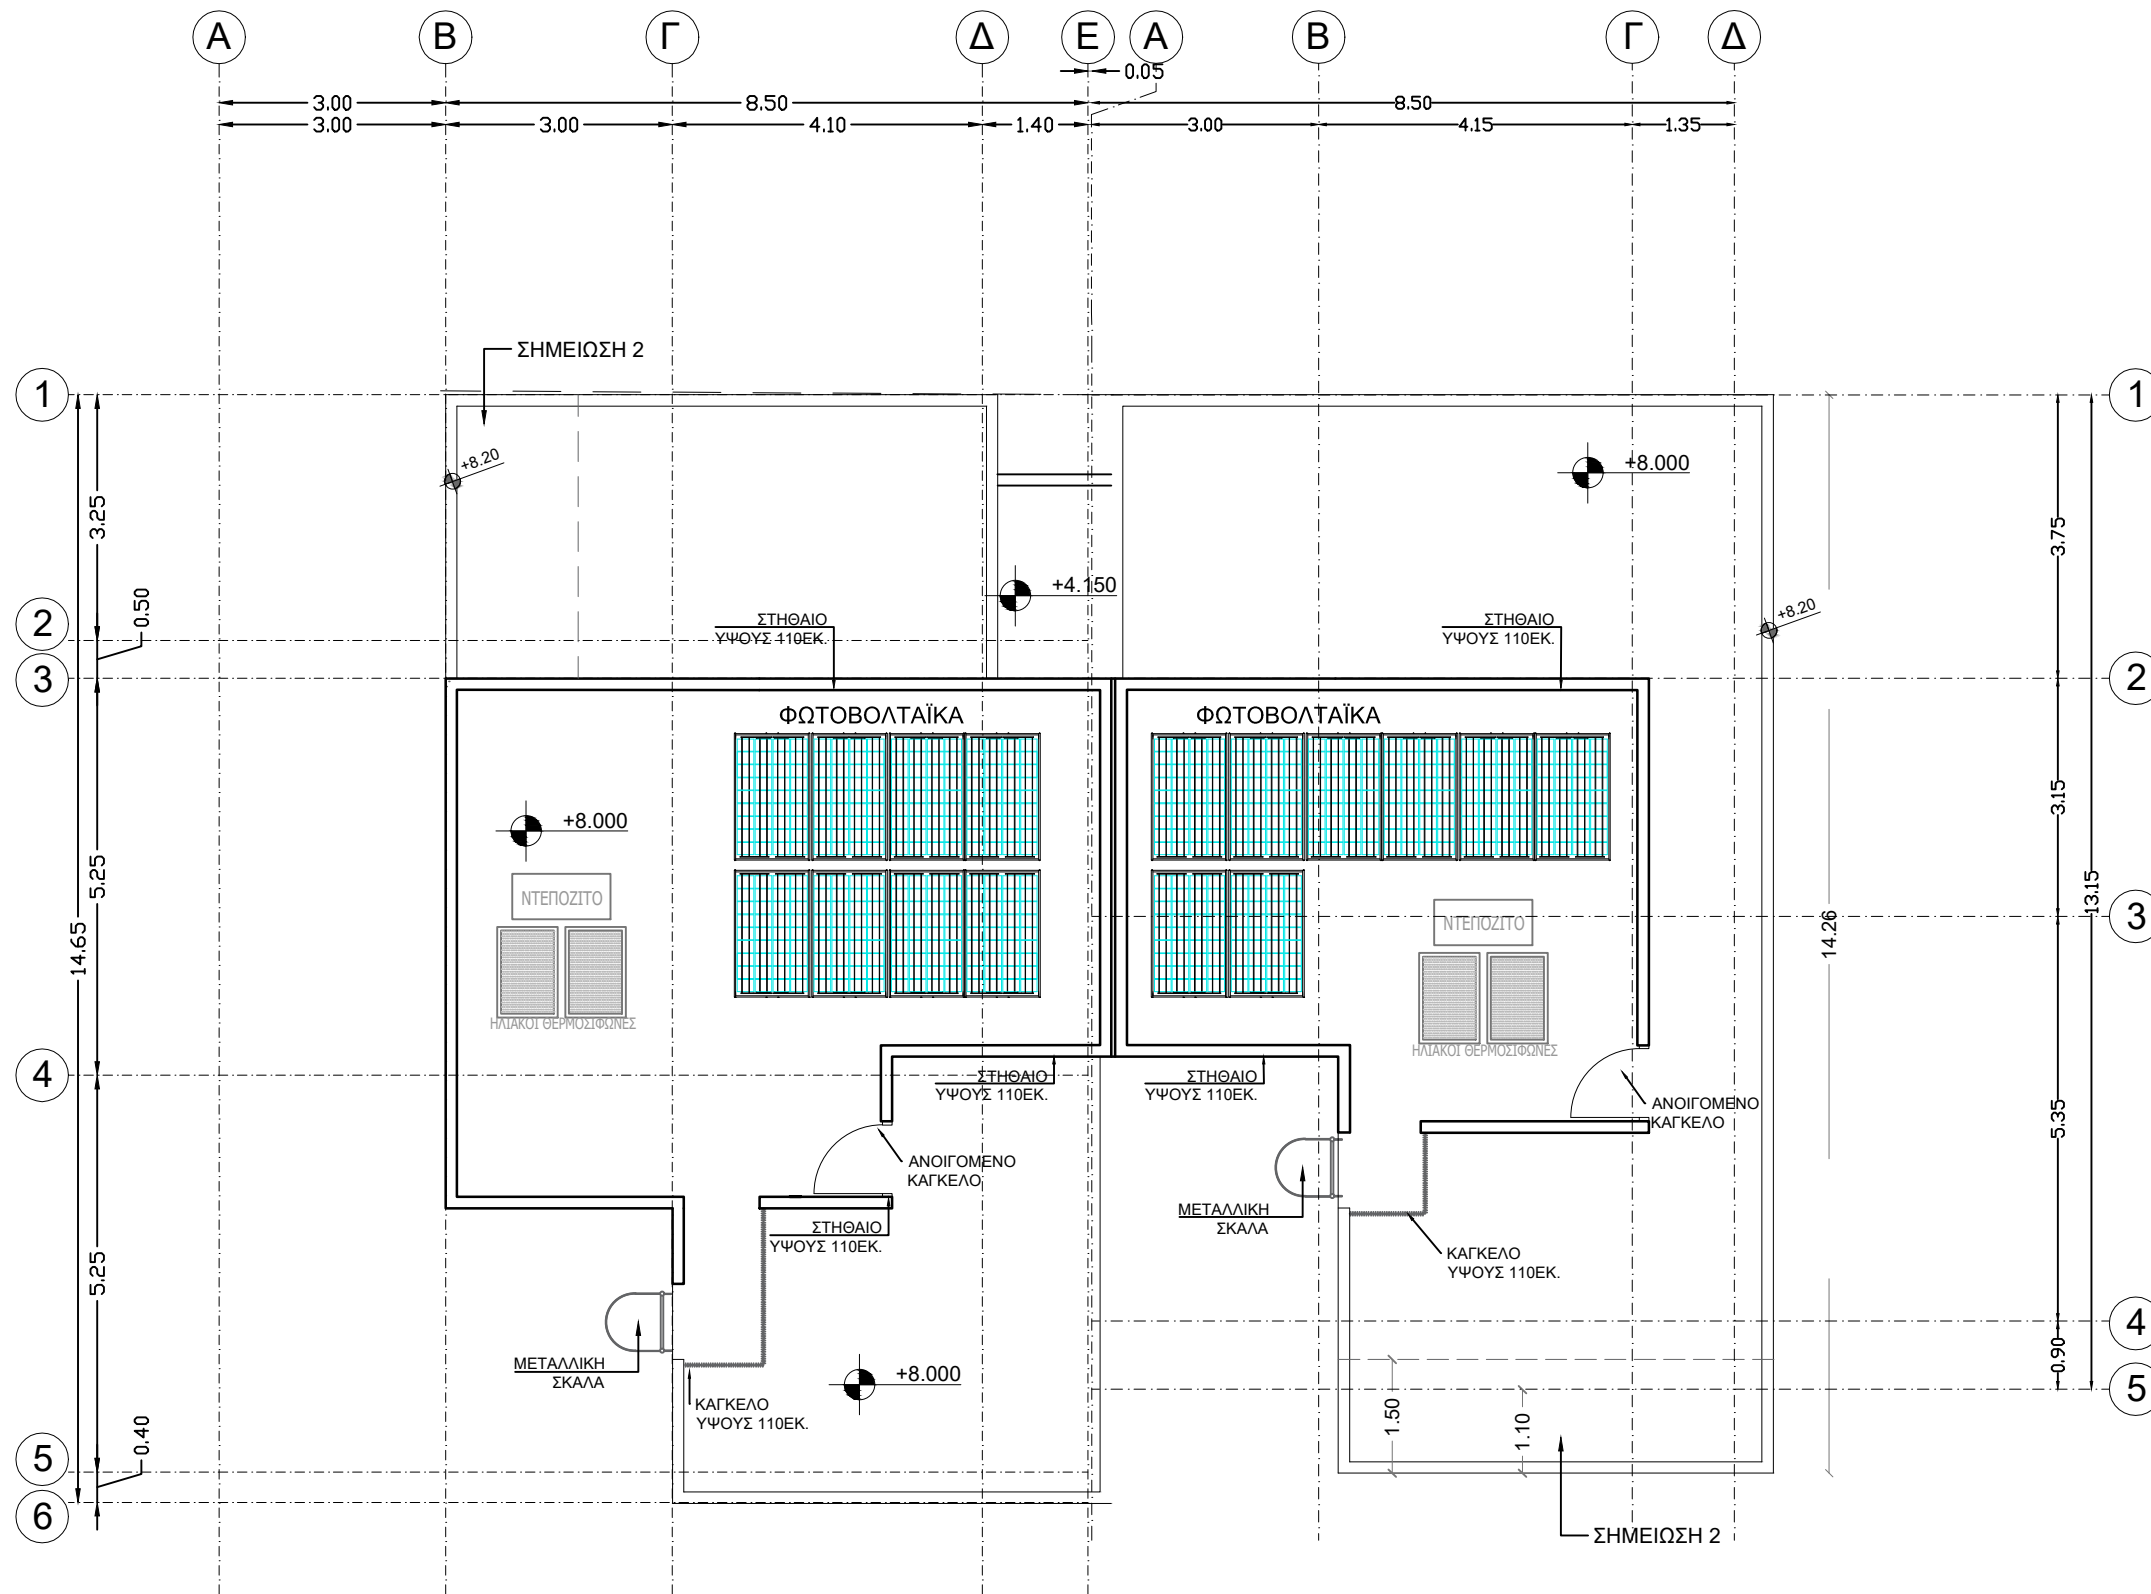 Α Β Γ Δ Ε Α Β Γ Δ
0.05
3.00 8.50 8.50
3.00 3.00 4.10 1.40 3.00 4.15 1.35
ΣΗΜΕΙΩΣΗ 2
1
1
+8.20
+8.000
3.25
3.75
0.50
+4.150
+8.20
2
ΣΤΗΘΑΙΟ
ΥΨΟΥΣ 110ΕΚ.
ΣΤΗΘΑΙΟ
ΥΨΟΥΣ 110ΕΚ.
3
2
ΦΩΤΟΒΟΛΤΑΪΚΑ
ΦΩΤΟΒΟΛΤΑΪΚΑ
+8.000
3.15
5.25
ΝΤΕΠΟΖΙΤΟ
ΝΤΕΠΟΖΙΤΟ
13.15
3
14.65
14.26
ΗΛΙΑΚΟΙ ΘΕΡΜΟΣΙΦΩΝΕΣ
ΗΛΙΑΚΟΙ ΘΕΡΜΟΣΙΦΩΝΕΣ
4
ΣΤΗΘΑΙΟ
ΥΨΟΥΣ 110ΕΚ.
ΣΤΗΘΑΙΟ
ΥΨΟΥΣ 110ΕΚ.
ΑΝΟΙΓΟΜΕΝΟ
ΚΑΓΚΕΛΟ
5.35
ΑΝΟΙΓΟΜΕΝΟ
ΚΑΓΚΕΛΟ
ΜΕΤΑΛΛΙΚΗ
ΣΚΑΛΑ
ΣΤΗΘΑΙΟ
ΥΨΟΥΣ 110ΕΚ.
ΚΑΓΚΕΛΟ
ΥΨΟΥΣ 110ΕΚ.
5.25
4
ΜΕΤΑΛΛΙΚΗ
ΣΚΑΛΑ
0.90
+8.000
5
ΚΑΓΚΕΛΟ
ΥΨΟΥΣ 110ΕΚ.
1.50
1.10
0.40
5
6
ΣΗΜΕΙΩΣΗ 2